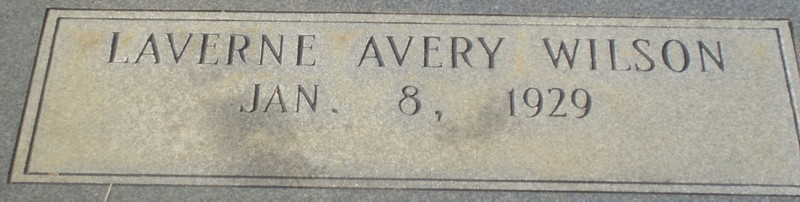 LAVERNE AVERY WILSON
JAN. 8, 1929